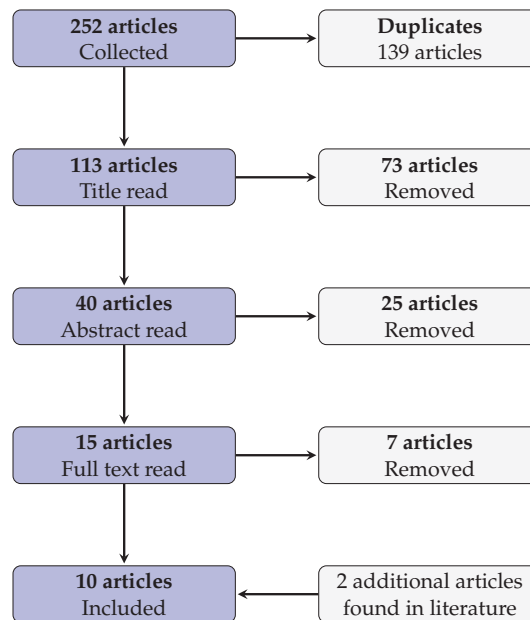 252 articles
Collected
Duplicates
139 articles
113 articles
Title read
73 articles
Removed
40 articles
Abstract read
25 articles
Removed
15 articles
Full text read
7 articles
Removed
10 articles
Included
2 additional articles
found in literature